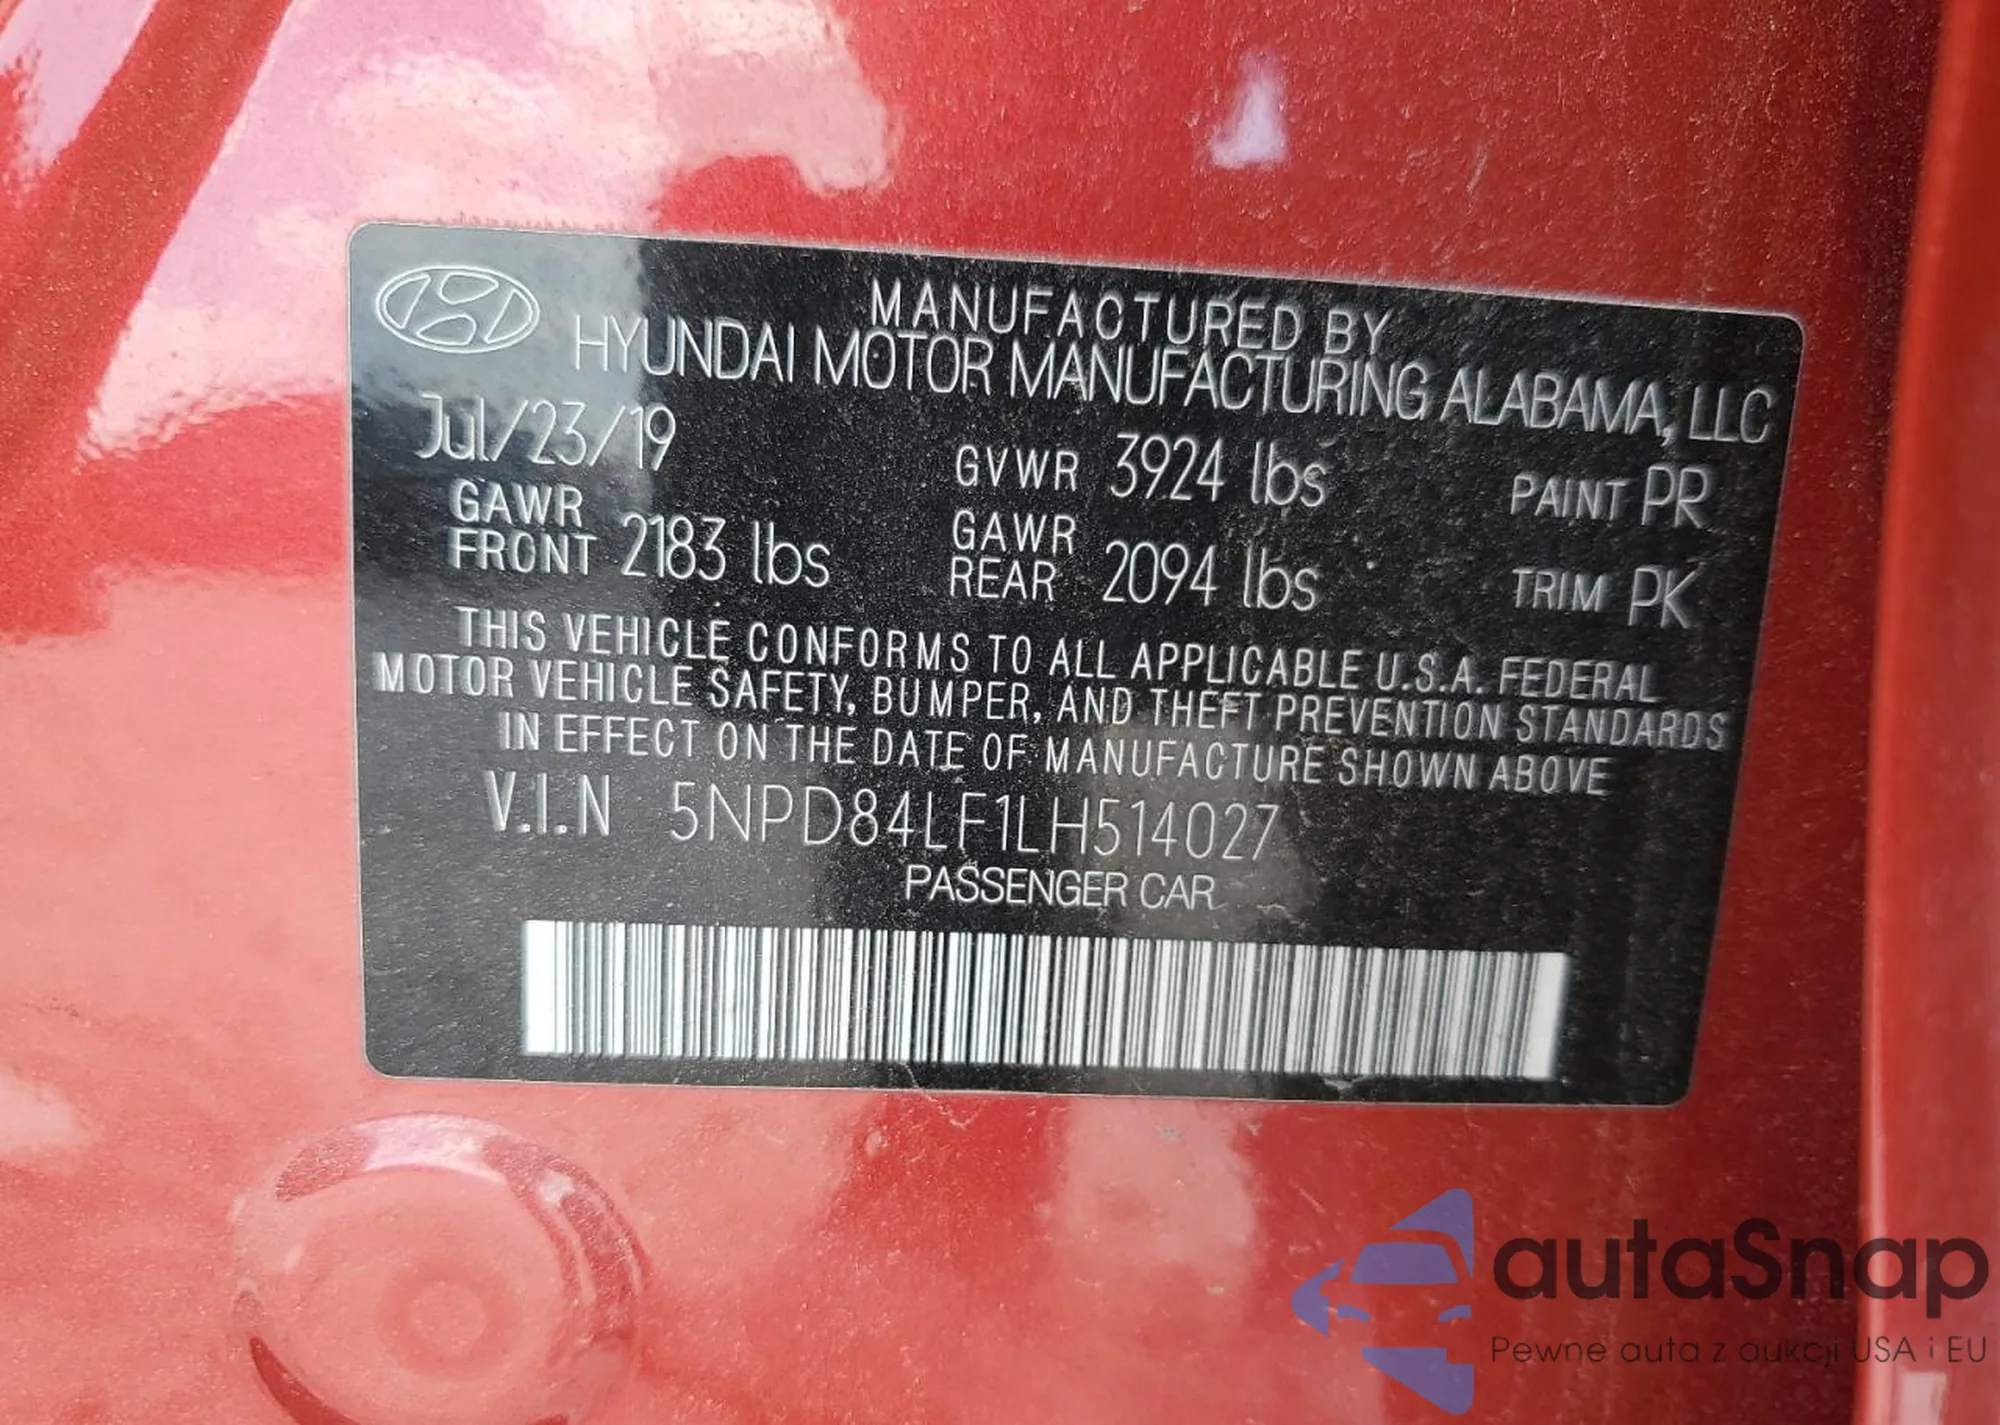 MANUFACTURED BY
HYUNDAI MOTOR MANUFACTURING ALABAMA, LLC
Jul/23/19
GVWR 3924 lbs
PAINT PR
GAWR
FRONT 2183 lbs
GAWR
REAR 2094 lbs
TRIM PK
THIS VEHICLE CONFORMS TO ALL APPLICABLE U.S.A. FEDERAL
MOTOR VEHICLE SAFETY, BUMPER, AND THEFT PREVENTION STANDARDS
IN EFFECT ON THE DATE OF MANUFACTURE SHOWN ABOVE
V.I.N 5NPD84LF1LH514027
PASSENGER CAR
autaSnap
Pewne auta z aukcji USA i EU